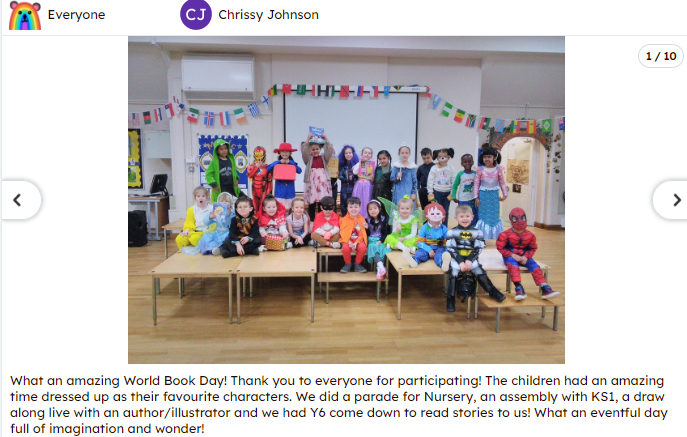 Everyone
CJ Chrissy Johnson
1 / 10
What an amazing World Book Day! Thank you to everyone for participating! The children had an amazing
time dressed up as their favourite characters. We did a parade for Nursery, an assembly with KS1, a draw
along live with an author/illustrator and we had Y6 come down to read stories to us! What an eventful day
full of imagination and wonder!